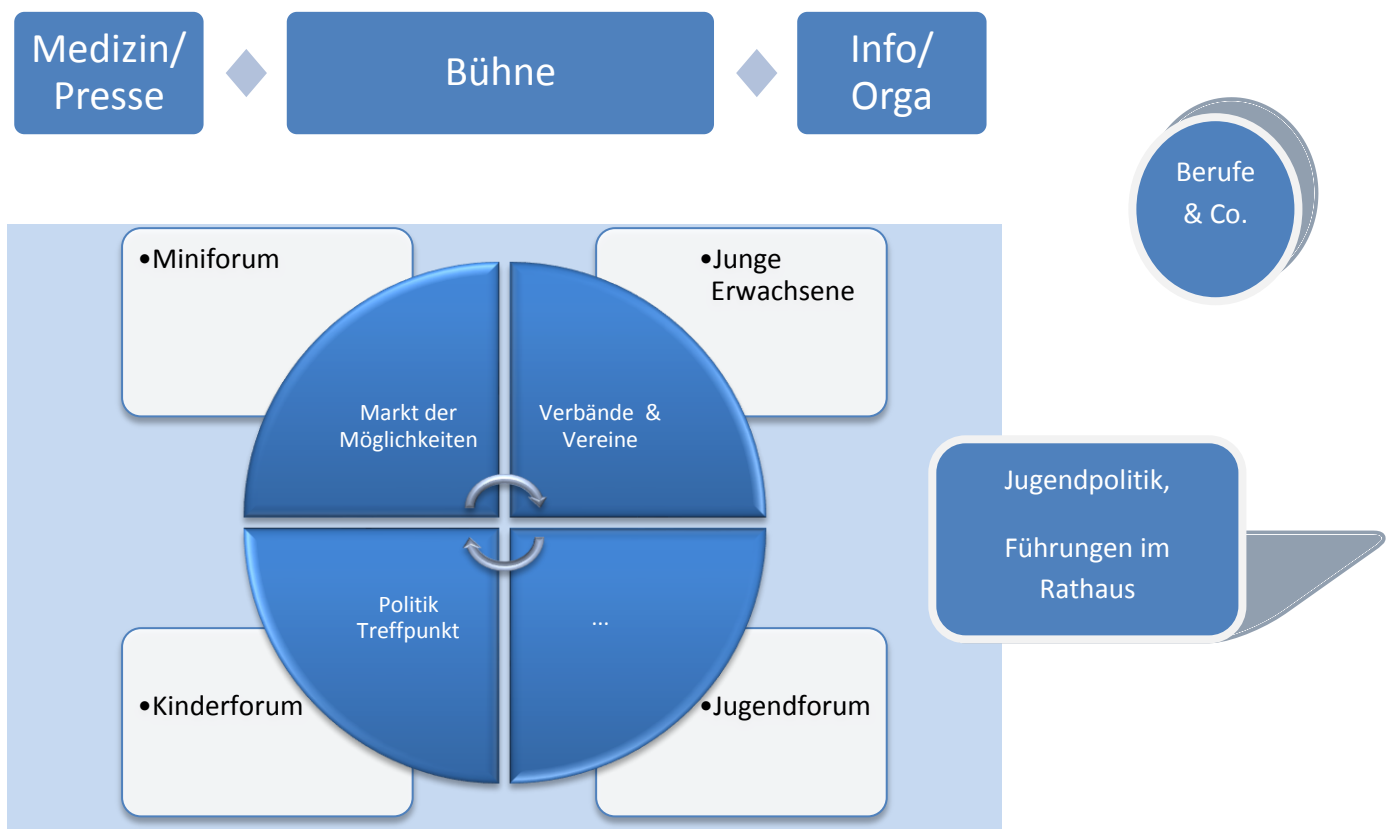 Medizin/
Presse
Bühne
Info/
Orga
Berufe
& Co.
•Miniforum
•Junge
Erwachsene
Markt der
Möglichkeiten
Verbände &
Vereine
Jugendpolitik,
Führungen im
Rathaus
Politik
Treffpunkt
...
•Kinderforum
•Jugendforum